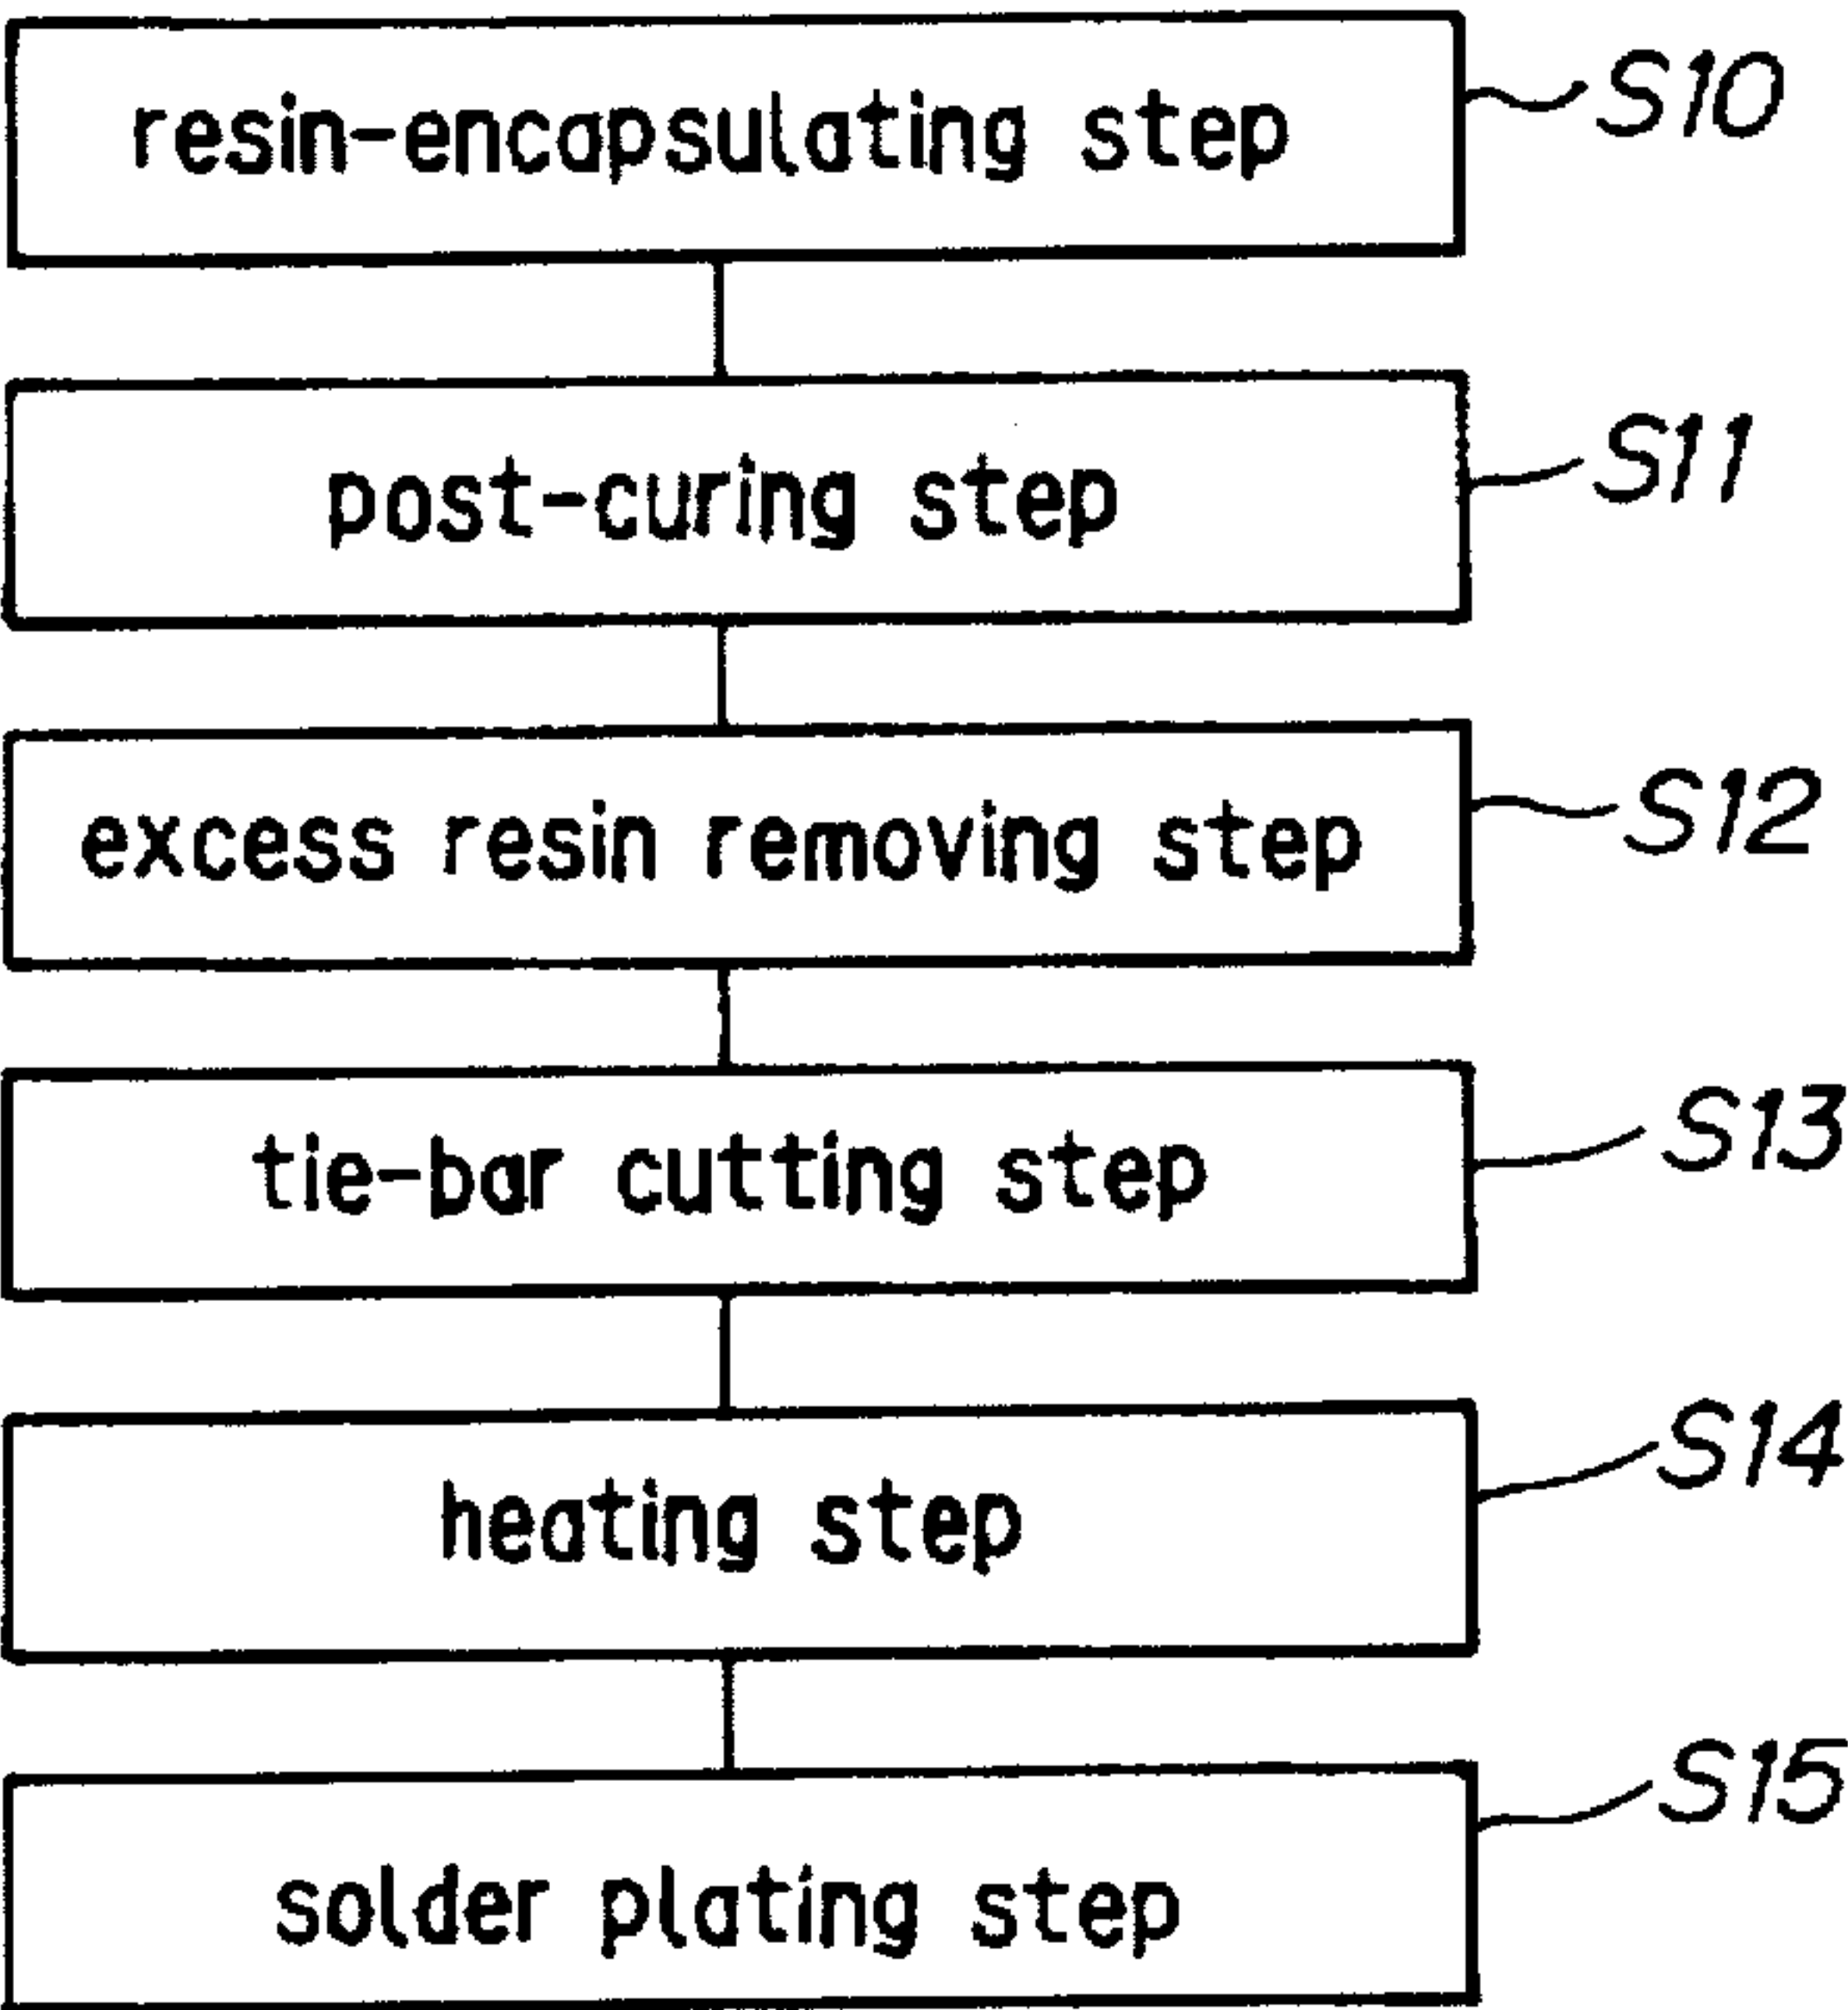 resin-encapsulating step S10
post-curing step S11
excess resin removing step S12
tie-bar cutting step S13
heating step S14
solder plating step S15